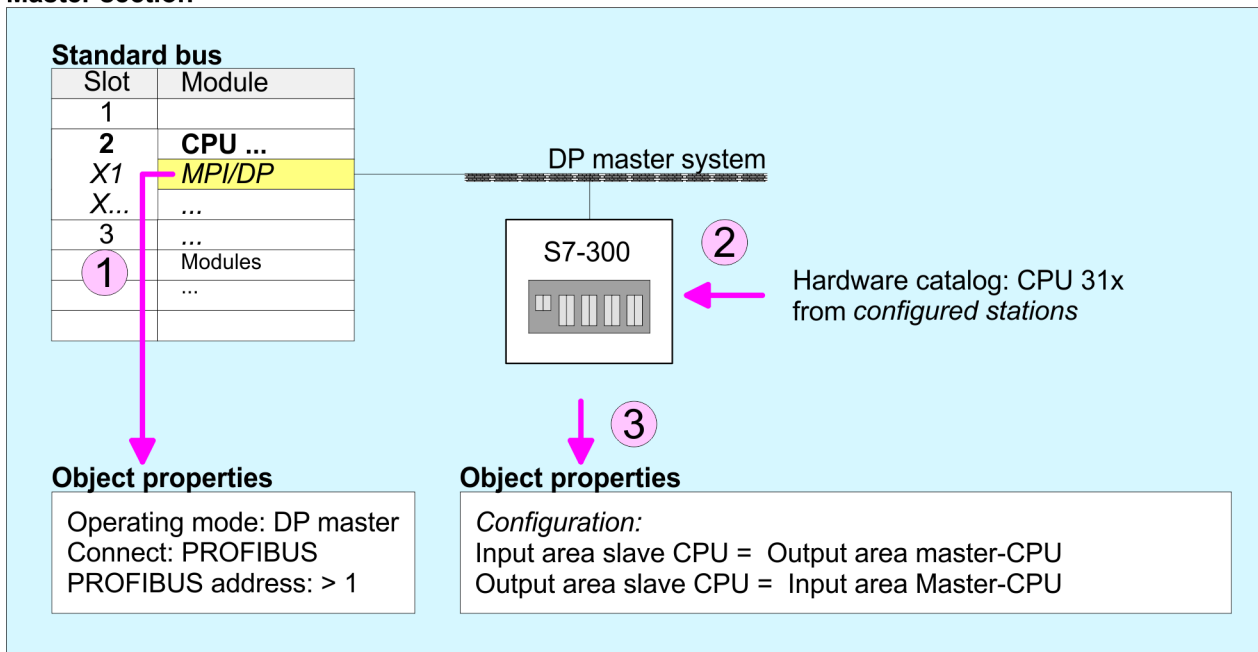 Master section
Standard bus
Slot Module
1
2 CPU ...
X1 MPI/DP
X... ...
3 ...
1 Modules
...
DP master system
S7-300
2
Hardware catalog: CPU 31x
from configured stations
3
Object properties
Operating mode: DP master
Connect: PROFIBUS
PROFIBUS address: > 1
Object properties
Configuration:
Input area slave CPU = Output area master-CPU
Output area slave CPU = Input area Master-CPU